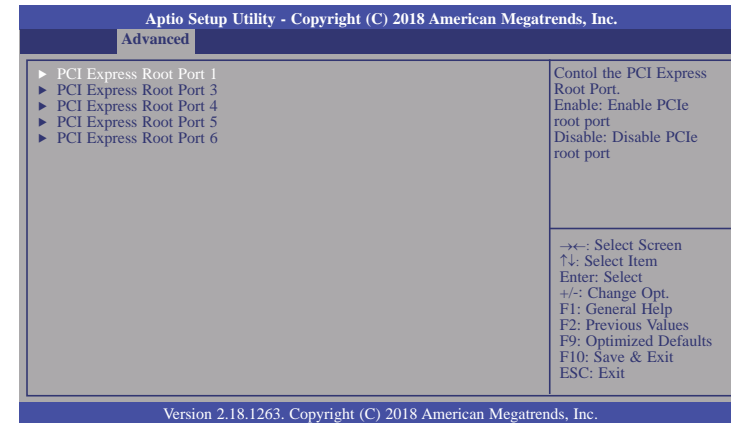 Aptio Setup Utility - Copyright (C) 2018 American Megatrends, Inc.
Advanced
► PCI Express Root Port 1
► PCI Express Root Port 3
► PCI Express Root Port 4
► PCI Express Root Port 5
► PCI Express Root Port 6
Contol the PCI Express
Root Port.
Enable: Enable PCIe
root port
Disable: Disable PCIe
root port
→←: Select Screen
↑↓: Select Item
Enter: Select
+/-: Change Opt.
F1: General Help
F2: Previous Values
F9: Optimized Defaults
F10: Save & Exit
ESC: Exit
Version 2.18.1263. Copyright (C) 2018 American Megatrends, Inc.